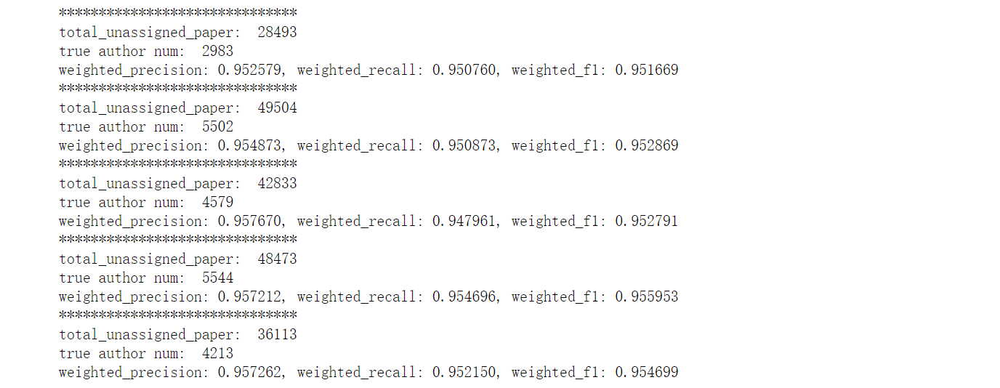 ******************************
total_unassigned_paper:  28493
true author num:  2983
weighted_precision: 0.952579, weighted_recall: 0.950760, weighted_f1: 0.951669
******************************
total_unassigned_paper:  49504
true author num:  5502
weighted_precision: 0.954873, weighted_recall: 0.950873, weighted_f1: 0.952869
******************************
total_unassigned_paper:  42833
true author num:  4579
weighted_precision: 0.957670, weighted_recall: 0.947961, weighted_f1: 0.952791
******************************
total_unassigned_paper:  48473
true author num:  5544
weighted_precision: 0.957212, weighted_recall: 0.954696, weighted_f1: 0.955953
******************************
total_unassigned_paper:  36113
true author num:  4213
weighted_precision: 0.957262, weighted_recall: 0.952150, weighted_f1: 0.954699